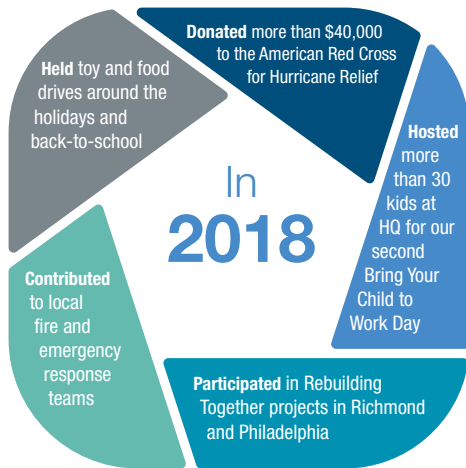 In
2018
Donated more than $40,000
to the American Red Cross
for Hurricane Relief
Hosted
more
than 30
kids at
HQ for our
second
Bring Your
Child to
Work Day
Participated in Rebuilding
Together projects in Richmond
and Philadelphia
Contributed
to local
fire and
emergency
response
teams
Held toy and food
drives around the
holidays and
back-to-school